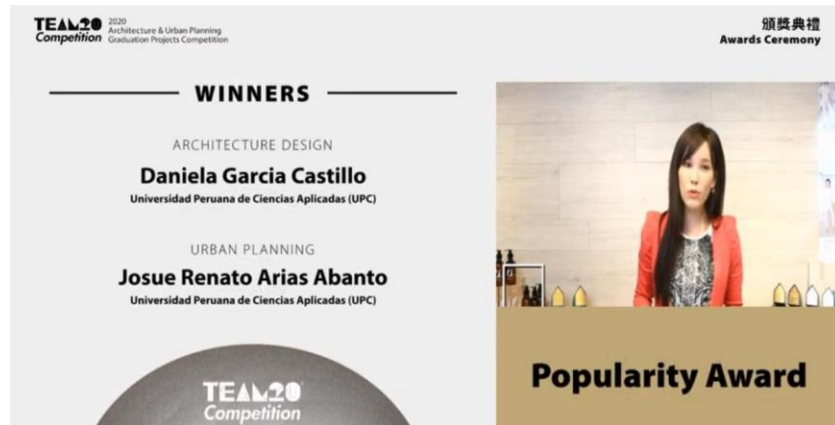 TEAM20
Competition
2020
Architecture & Urban Planning
Graduation Projects Competition
頒獎典禮
Awards Ceremony
WINNERS
ARCHITECTURE DESIGN
Daniela Garcia Castillo
Universidad Peruana de Ciencias Aplicadas (UPC)
URBAN PLANNING
Josue Renato Arias Abanto
Universidad Peruana de Ciencias Aplicadas (UPC)
TEAM20
Competition
Popularity Award